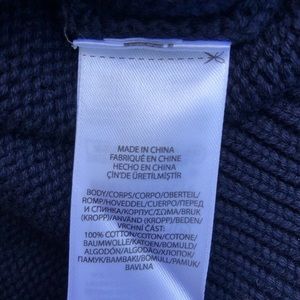 MADE IN CHINA
FABRIQUÉ EN CHINE
HECHO EN CHINA
ÇİN'DE ÜRETİLMİŞTİR
BODY/CORPS/CORPO/OBERTEIL/
ROMP/HOVEDDEL/CUERPO/ПЕРЕД
И СПИНКА/КОРПУС/ΣΩΜΑ/BRUK
(KROPP)/ANVÄND (KROPP)/BEDEN/
VRCHNÍ ČÁST:
100% COTTON/COTON/COTONE/
BAUMWOLLE/KATOEN/BOMULD/
ALGODÓN/ALGODÃO/ХЛОПОК/
ПАМУК/ΒΑΜΒΑΚΙ/BOMULL/PAMUK/
BAVLNA